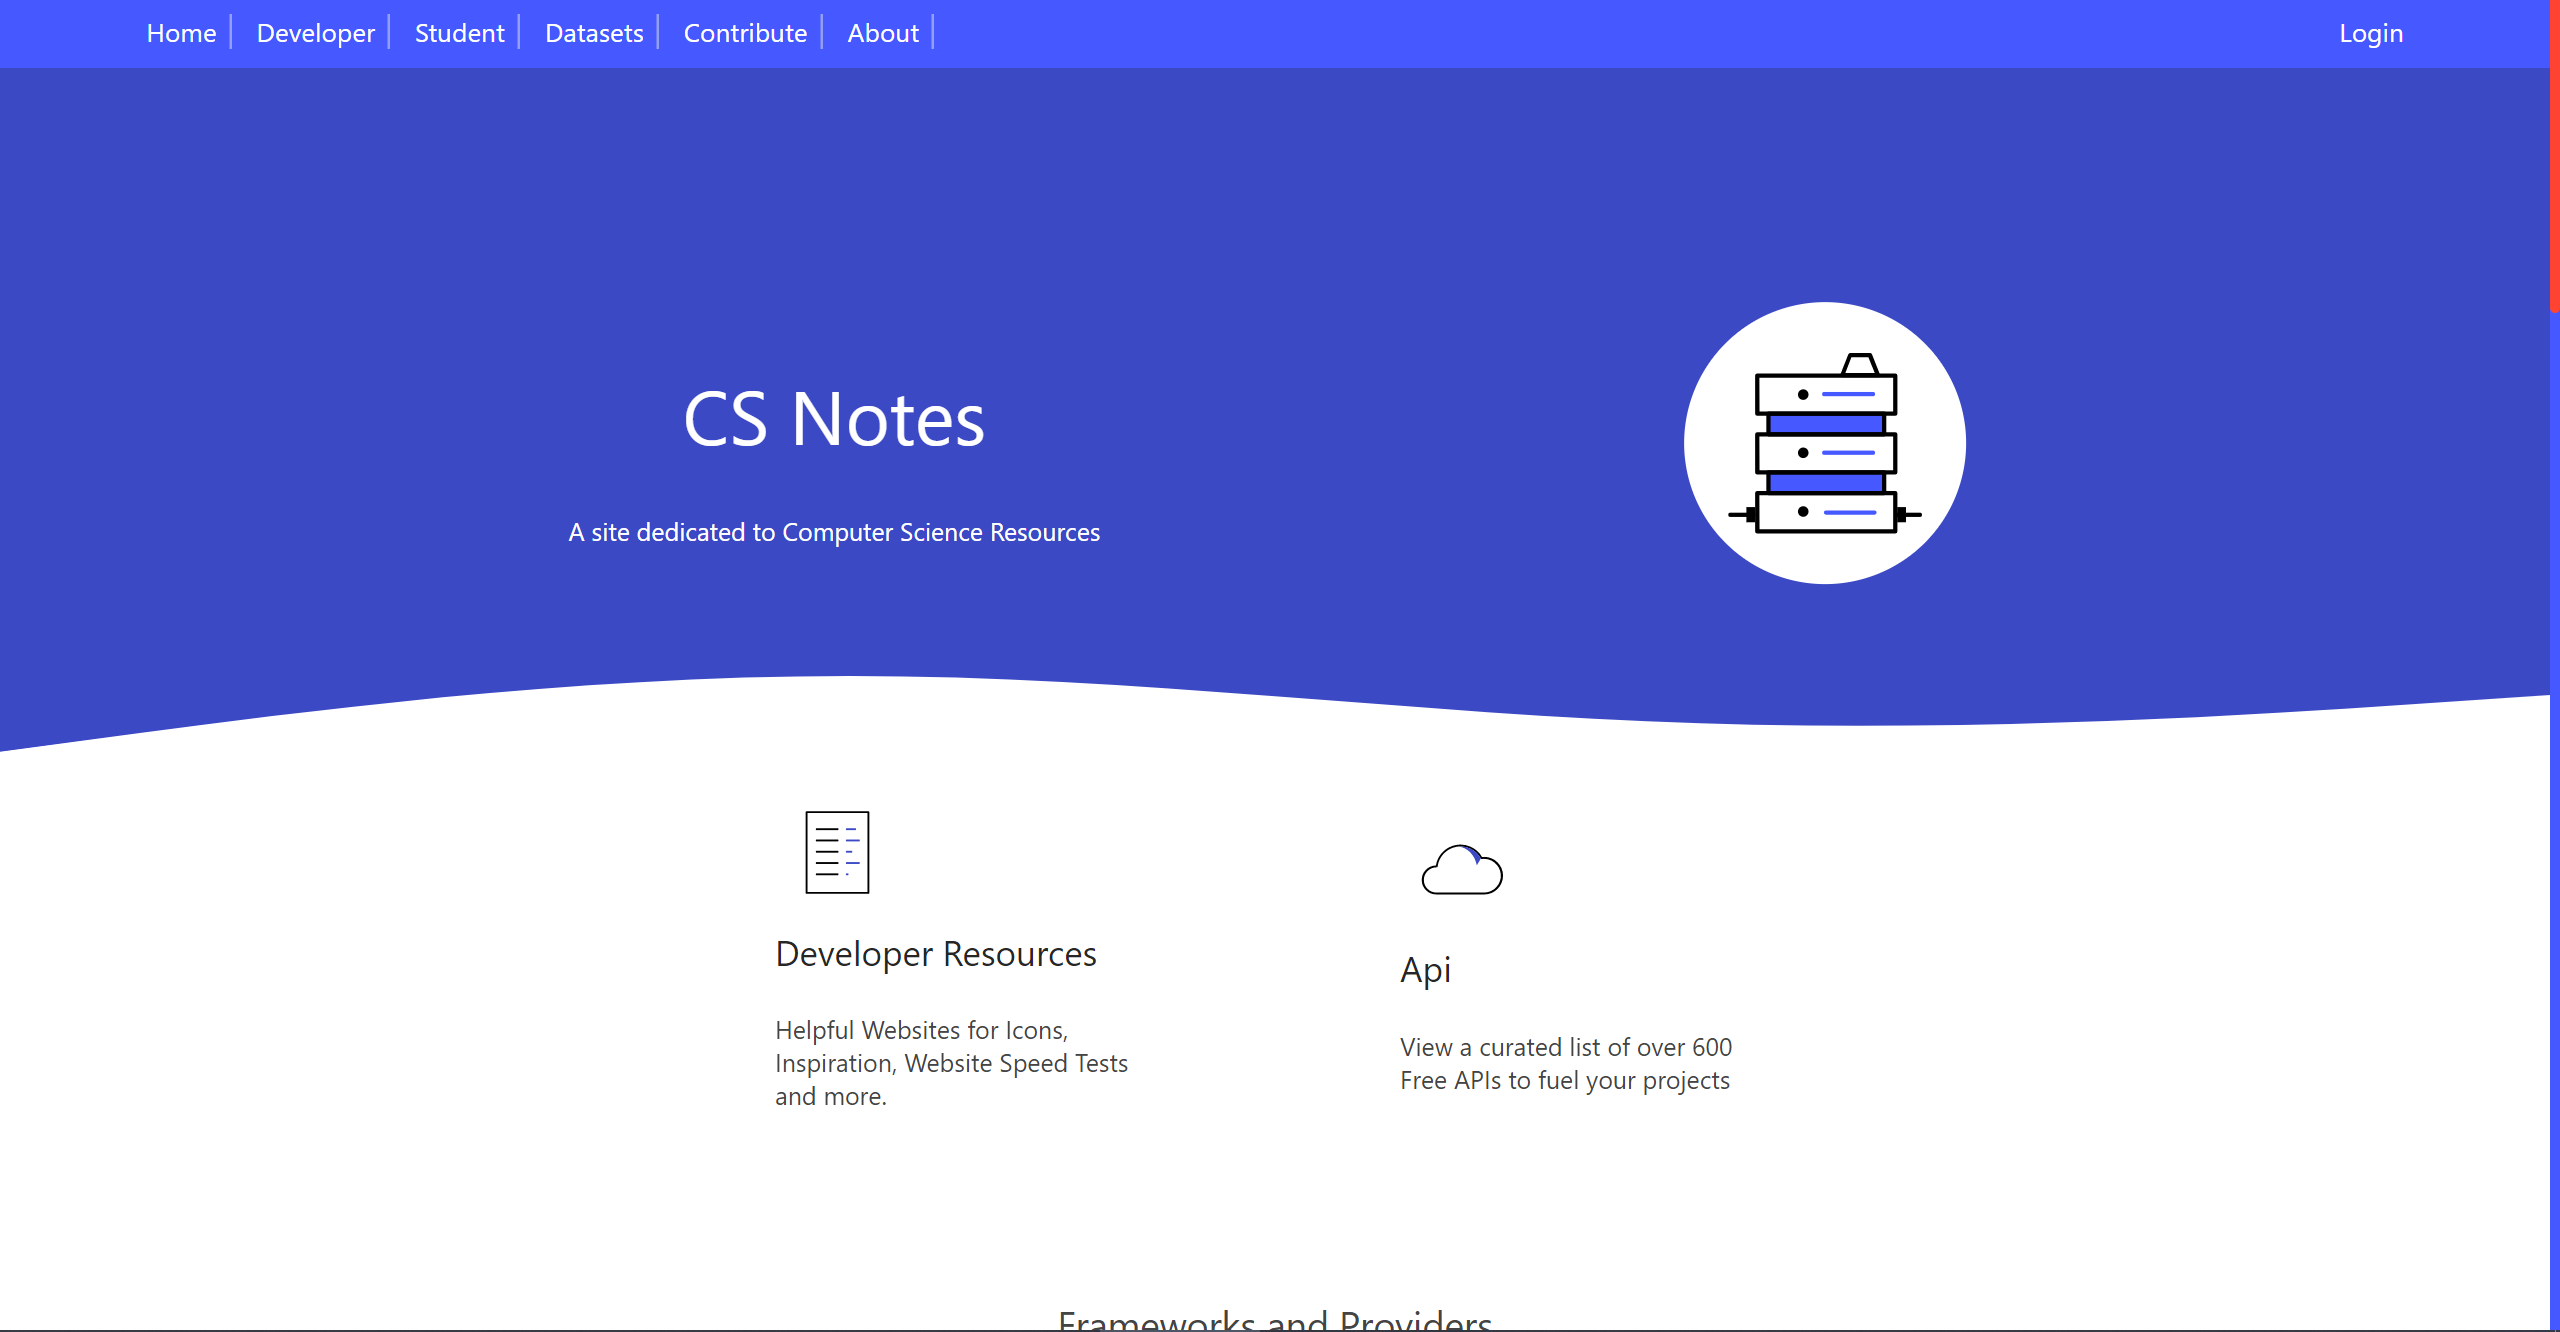 Home Developer Student Datasets Contribute About Login
CS Notes
A site dedicated to Computer Science Resources
Developer Resources
Helpful Websites for Icons,
Inspiration, Website Speed Tests
and more.
Api
View a curated list of over 600
Free APIs to fuel your projects
Frameworks and Providers